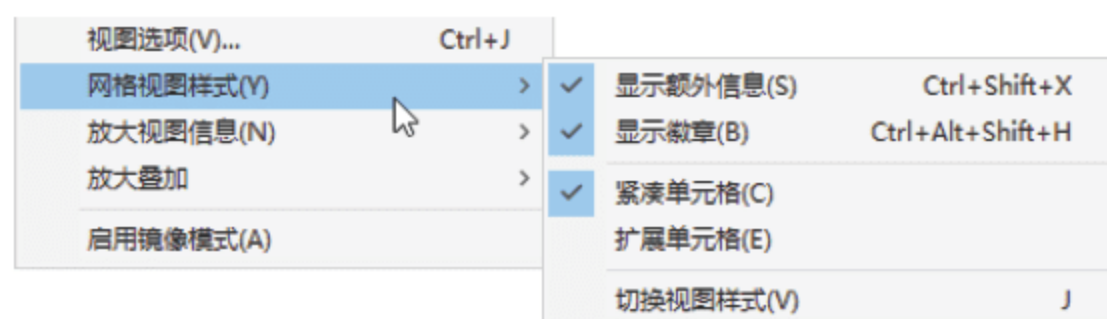 视图选项(V)... Ctrl+J
网格视图样式(Y)
放大视图信息(N)
放大叠加
启用镜像模式(A)
显示额外信息(S) Ctrl+Shift+X
显示徽章(B) Ctrl+Alt+Shift+H
紧凑单元格(C)
扩展单元格(E)
切换视图样式(V) J